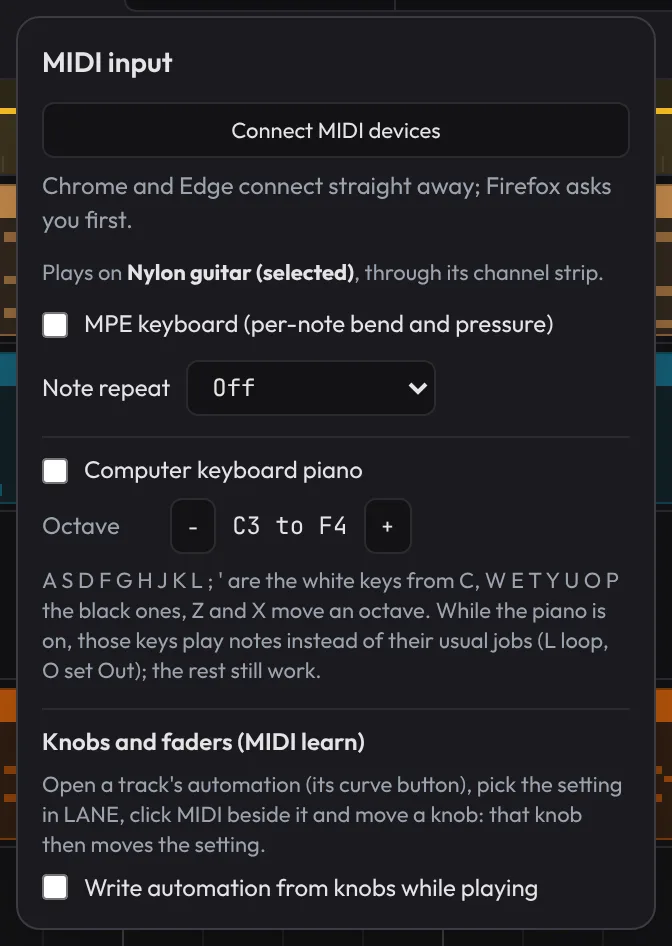 MIDI input
Connect MIDI devices
Chrome and Edge connect straight away; Firefox asks
you first.
Plays on Nylon guitar (selected), through its channel strip.
MPE keyboard (per-note bend and pressure)
Note repeat Off
Computer keyboard piano
Octave - C3 to F4 +
A S D F G H J K L ; ' are the white keys from C, W E T Y U O P
the black ones, Z and X move an octave. While the piano is
on, those keys play notes instead of their usual jobs (L loop,
O set Out); the rest still work.
Knobs and faders (MIDI learn)
Open a track's automation (its curve button), pick the setting
in LANE, click MIDI beside it and move a knob: that knob
then moves the setting.
Write automation from knobs while playing